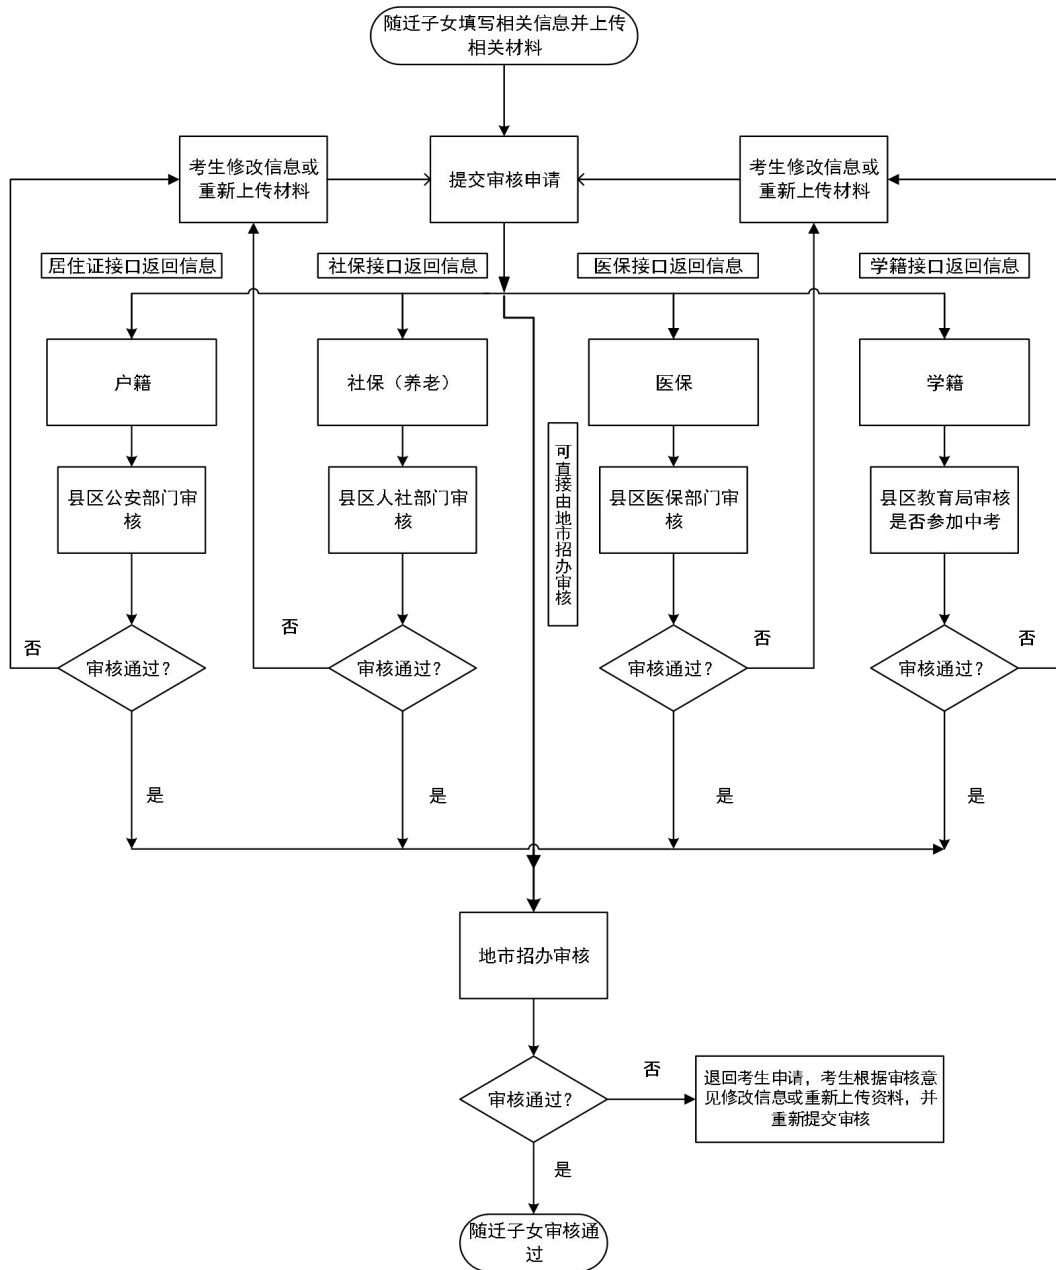 随迁子女填写相关信息并上传
相关材料
考生修改信息或
重新上传材料
提交审核申请
考生修改信息或
重新上传材料
居住证接口返回信息
社保接口返回信息
医保接口返回信息
学籍接口返回信息
户籍
社保（养老）
医保
学籍
可直接由地市招办审核
县区公安部门审
核
县区人社部门审
核
县区医保部门审
核
县区教育局审核
是否参加中考
否
审核通过？
否
审核通过？
审核通过？
否
审核通过？
否
是
是
是
是
地市招办审核
审核通过？
否
退回考生申请，考生根据审核意
见修改信息或重新上传资料，并
重新提交审核
是
随迁子女审核通
过